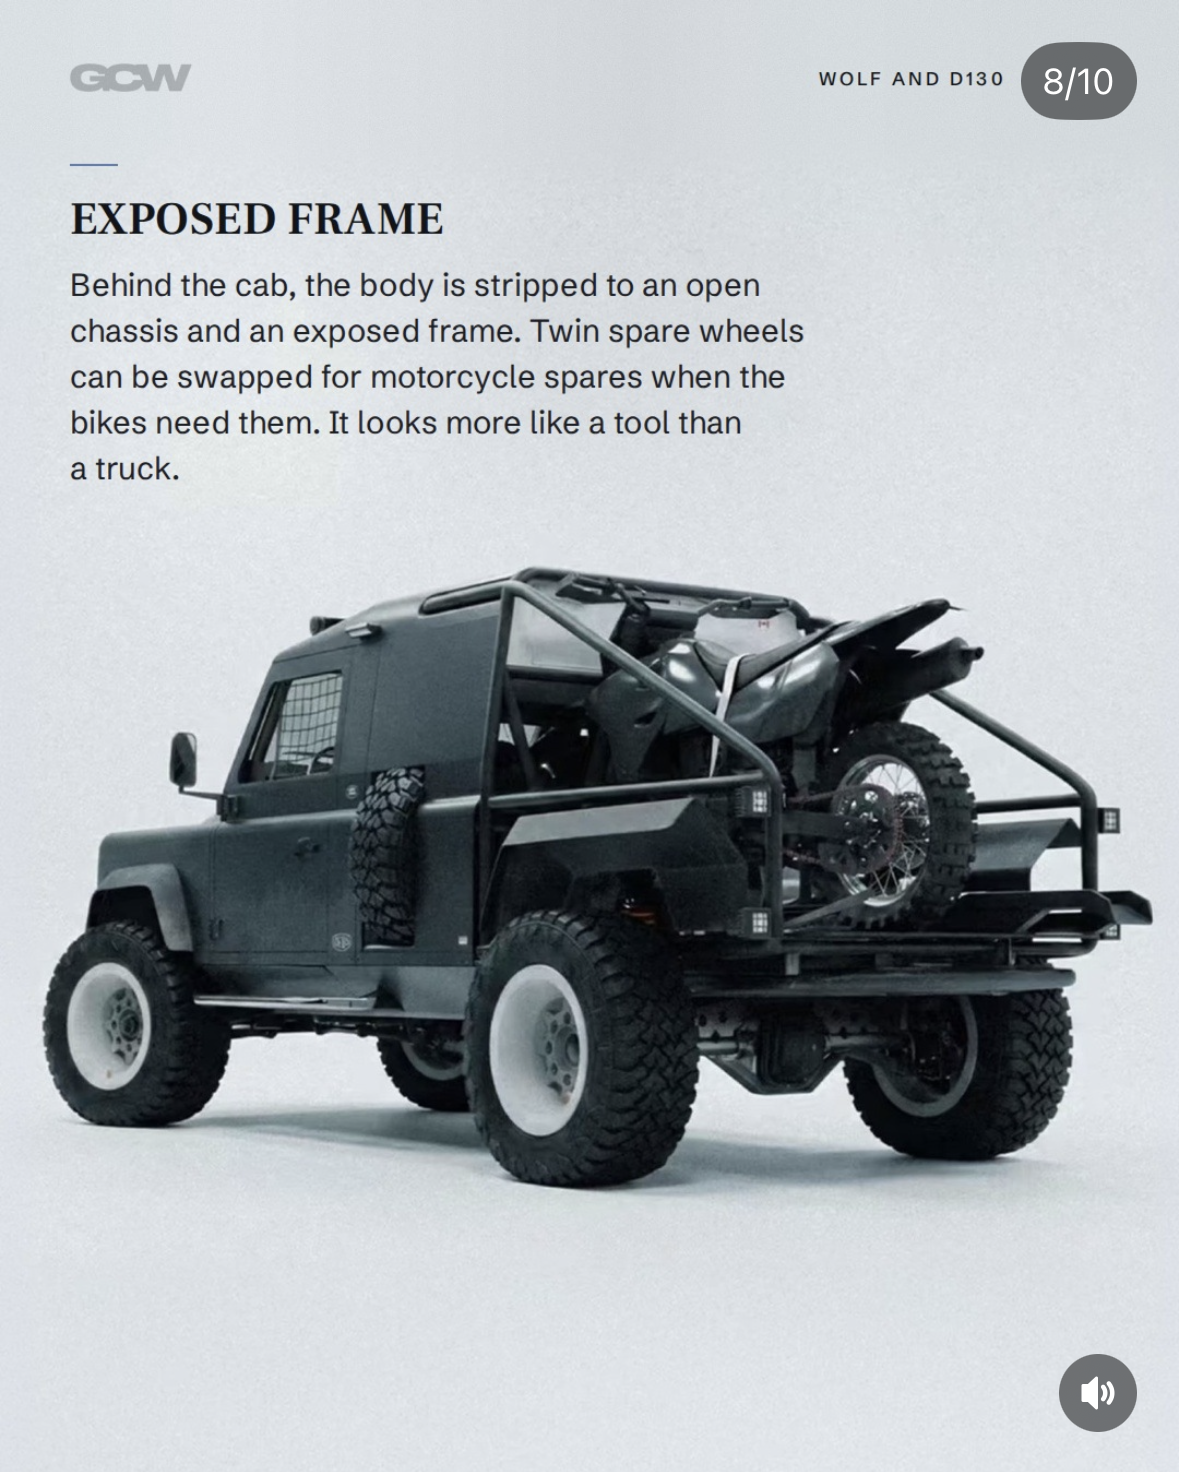 GCW
WOLF AND D130
8/10
EXPOSED FRAME
Behind the cab, the body is stripped to an open
chassis and an exposed frame. Twin spare wheels
can be swapped for motorcycle spares when the
bikes need them. It looks more like a tool than
a truck.